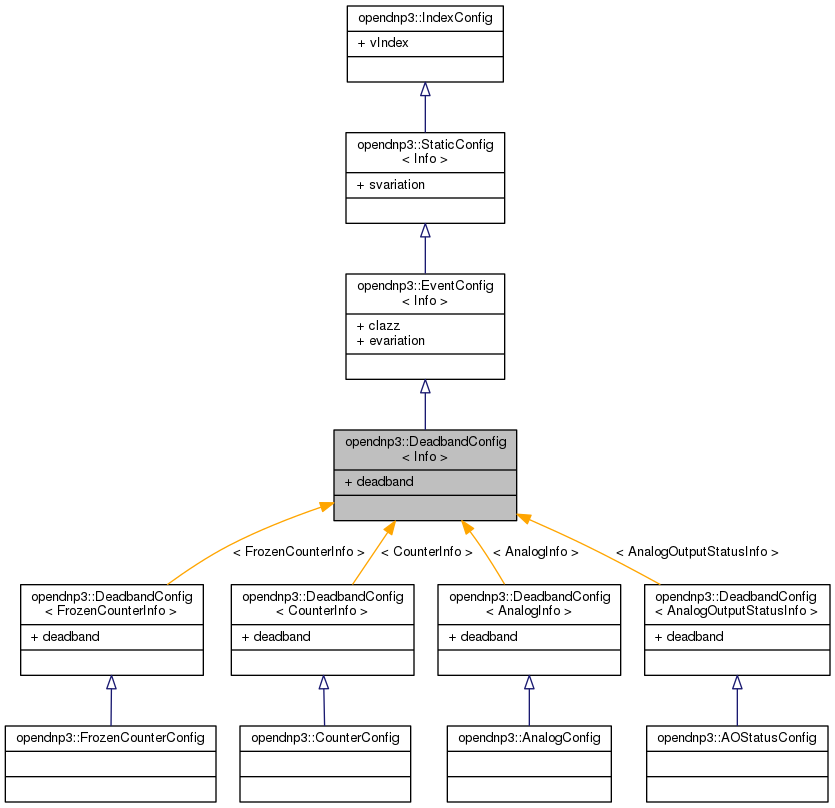 opendnp3::IndexConfig
+ vIndex
opendnp3::StaticConfig
< Info >
+ svariation
opendnp3::EventConfig
< Info >
+ clazz
+ evariation
opendnp3::DeadbandConfig
< Info >
+ deadband
< FrozenCounterInfo >
< CounterInfo >
< AnalogInfo >
< AnalogOutputStatusInfo >
opendnp3::DeadbandConfig
< FrozenCounterInfo >
+ deadband
opendnp3::DeadbandConfig
< CounterInfo >
+ deadband
opendnp3::DeadbandConfig
< AnalogInfo >
+ deadband
opendnp3::DeadbandConfig
< AnalogOutputStatusInfo >
+ deadband
opendnp3::FrozenCounterConfig
opendnp3::CounterConfig
opendnp3::AnalogConfig
opendnp3::AOStatusConfig